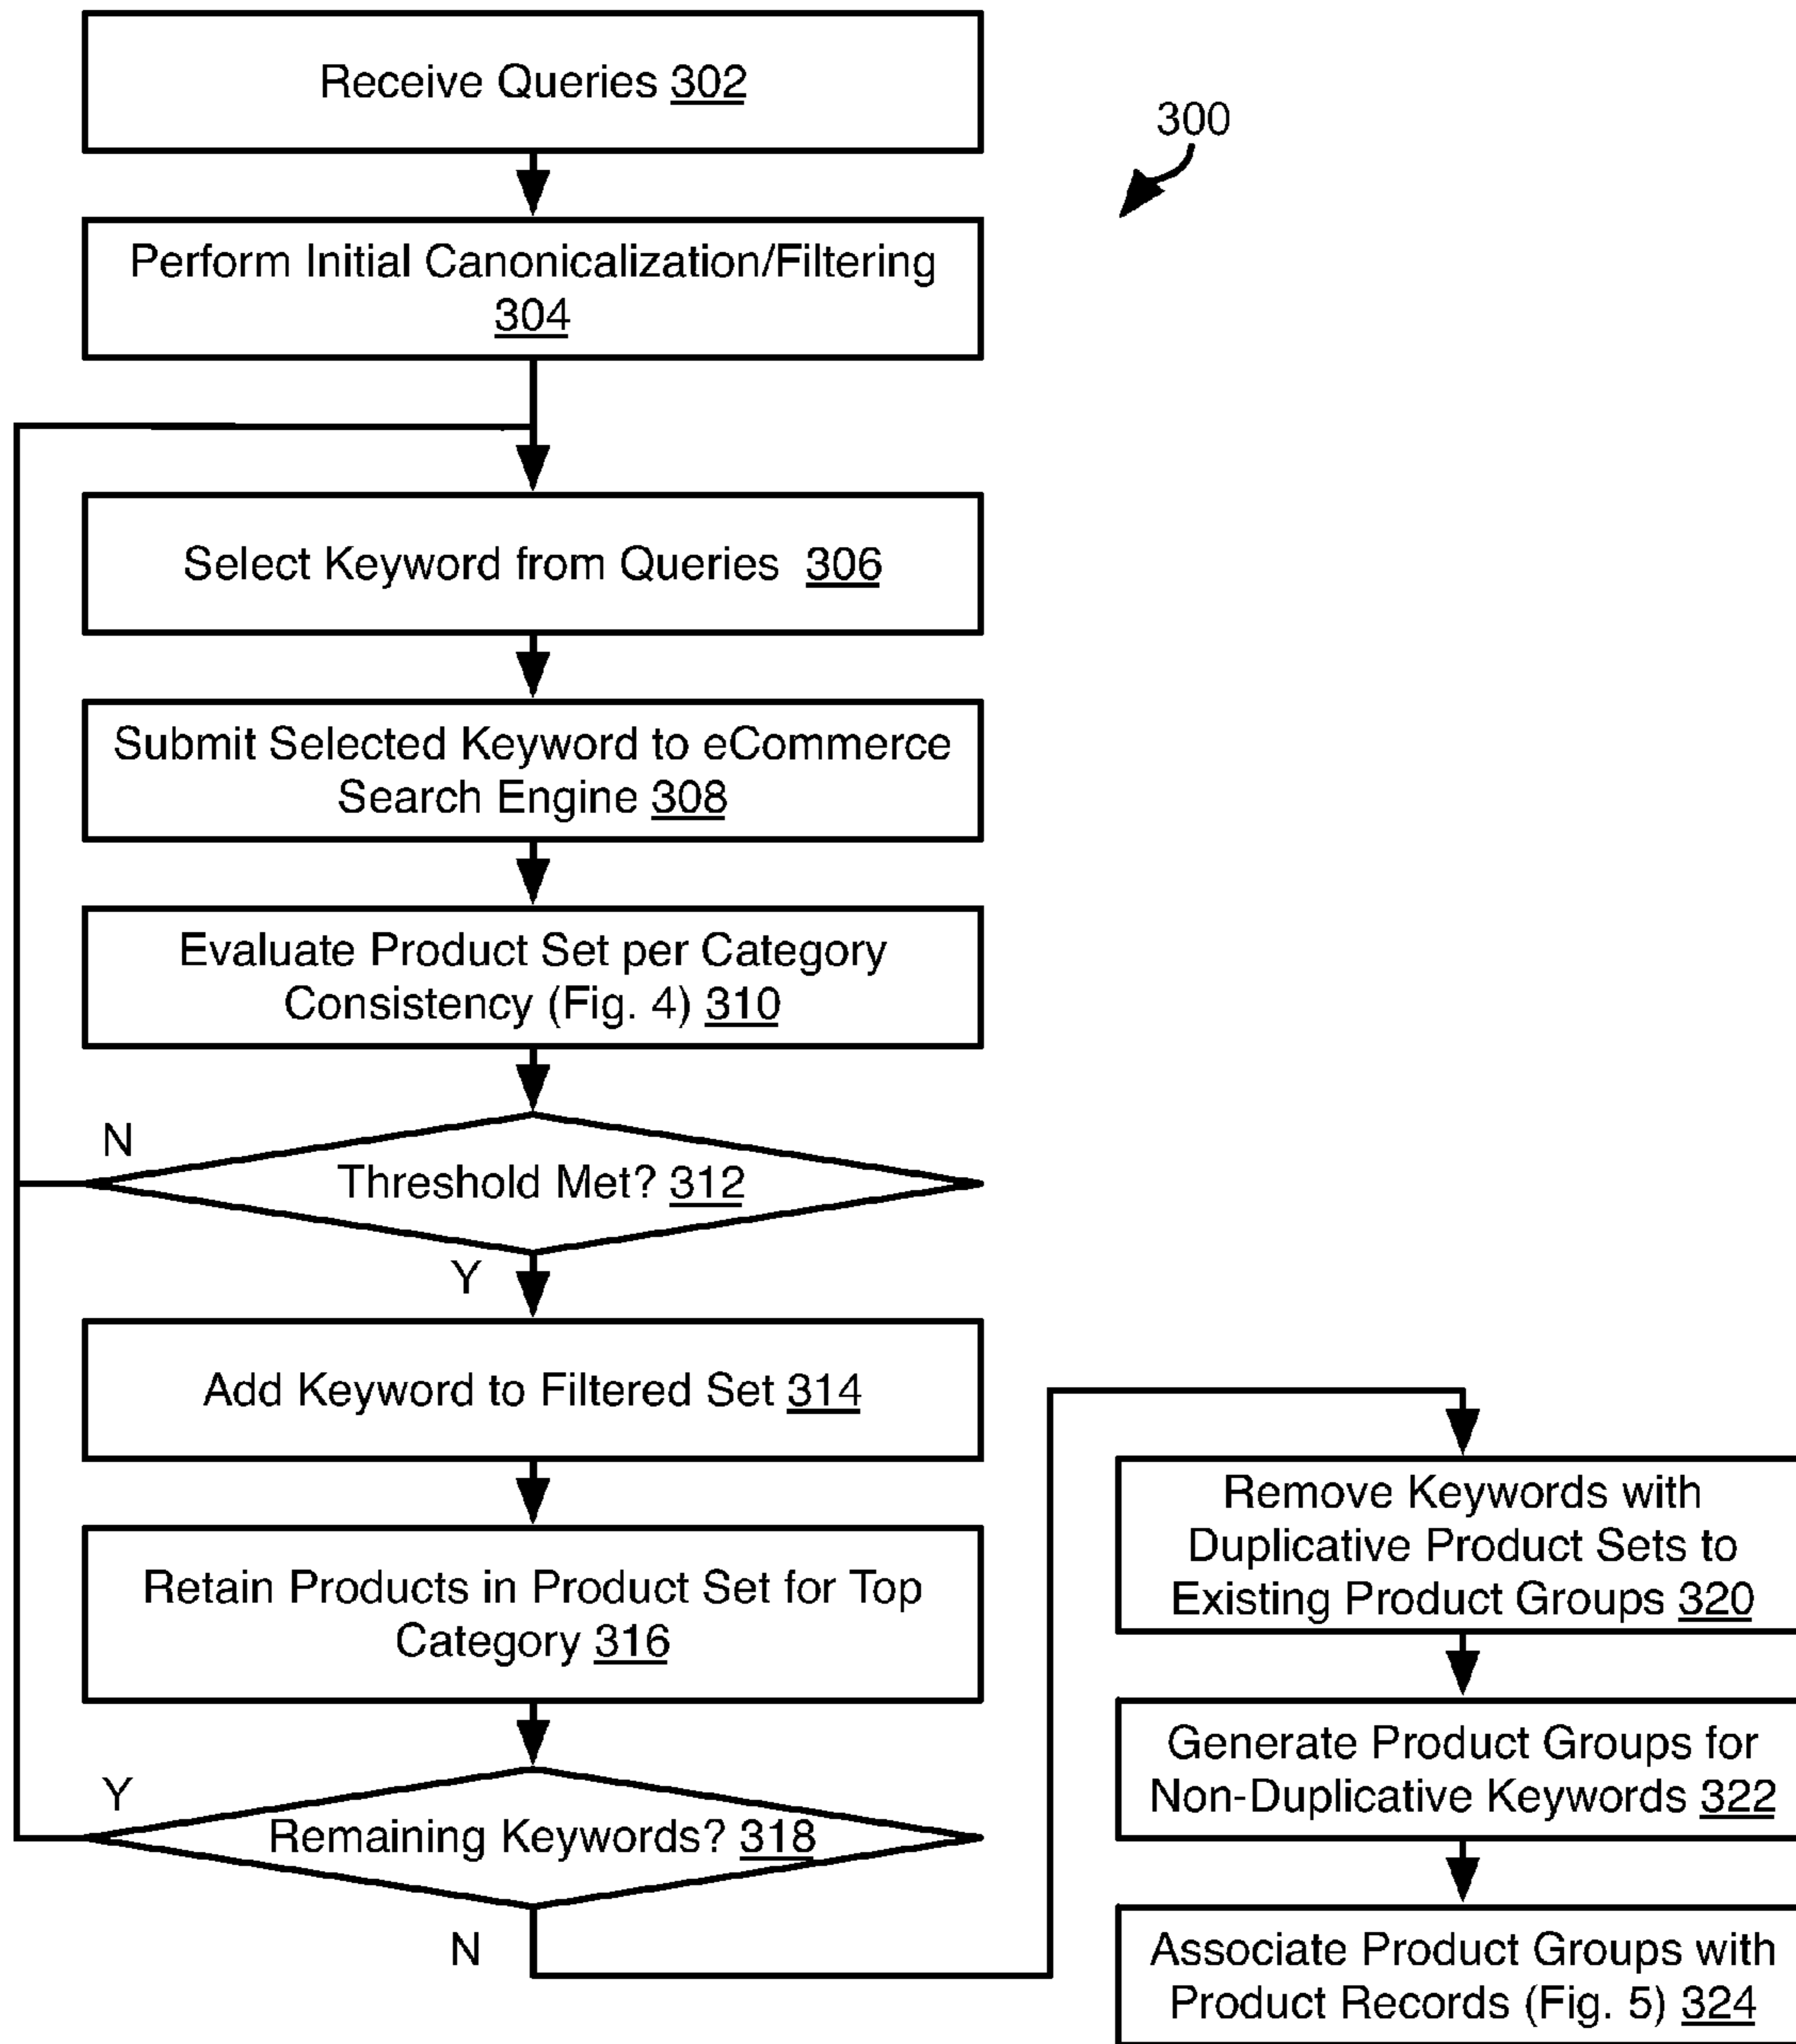 Receive Queries 302
300
Perform Initial Canonicalization/Filtering
304
Select Keyword from Queries 306
Submit Selected Keyword to eCommerce
Search Engine 308
Evaluate Product Set per Category
Consistency (Fig. 4) 310
N
Threshold Met? 312
Y
Add Keyword to Filtered Set 314
Retain Products in Product Set for Top
Category 316
Y
Remaining Keywords? 318
N
Remove Keywords with
Duplicative Product Sets to
Existing Product Groups 320
Generate Product Groups for
Non-Duplicative Keywords 322
Associate Product Groups with
Product Records (Fig. 5) 324